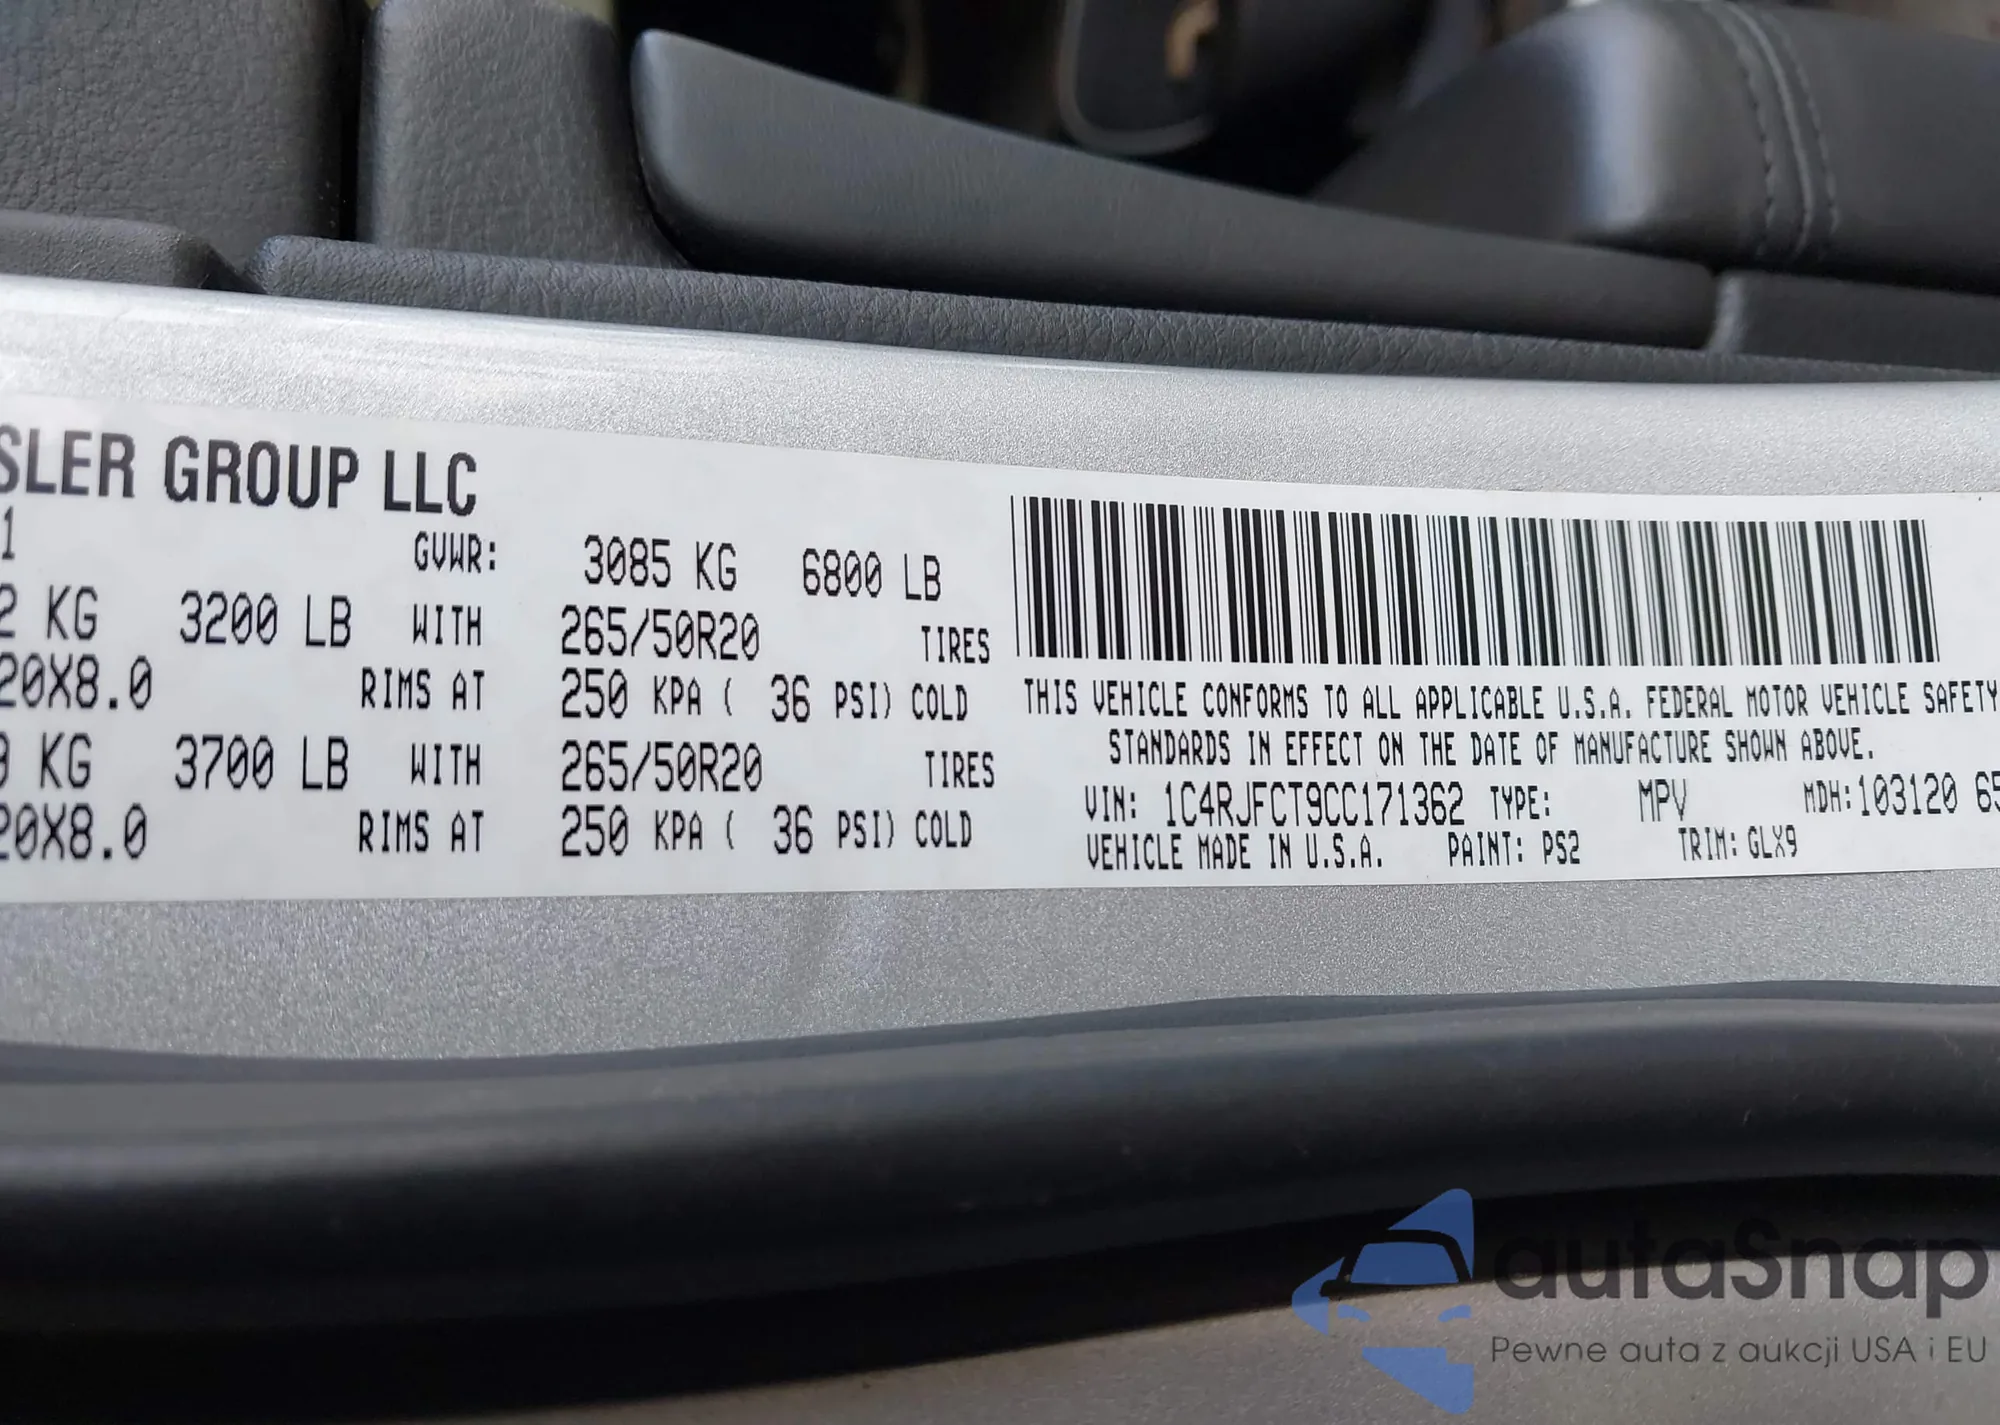 SLER GROUP LLC
1 GVWR: 3085 KG 6800 LB
2 KG 3200 LB WITH 265/50R20 TIRES
20X8.0 RIMS AT 250 KPA ( 36 PSI) COLD
KG 3700 LB WITH 265/50R20 TIRES
20X8.0 RIMS AT 250 KPA ( 36 PSI) COLD
THIS VEHICLE CONFORMS TO ALL APPLICABLE U.S.A. FEDERAL MOTOR VEHICLE SAFETY
STANDARDS IN EFFECT ON THE DATE OF MANUFACTURE SHOWN ABOVE.
VIN: 1C4RJFCT9CC171362 TYPE: MPV MDH:103120 65
VEHICLE MADE IN U.S.A. PAINT: PS2 TRIM: GLX9
autaSnap
Pewne auta z aukcji USA i EU